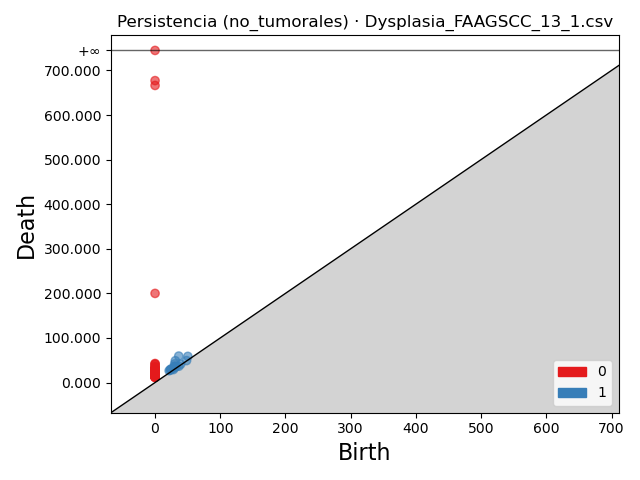 Persistencia (no_tumorales) · Dysplasia_FAAGSCC_13_1.csv
+∞
700.000
600.000
500.000
400.000
300.000
200.000
100.000
0.000
Death
0
1
0 100 200 300 400 500 600 700
Birth